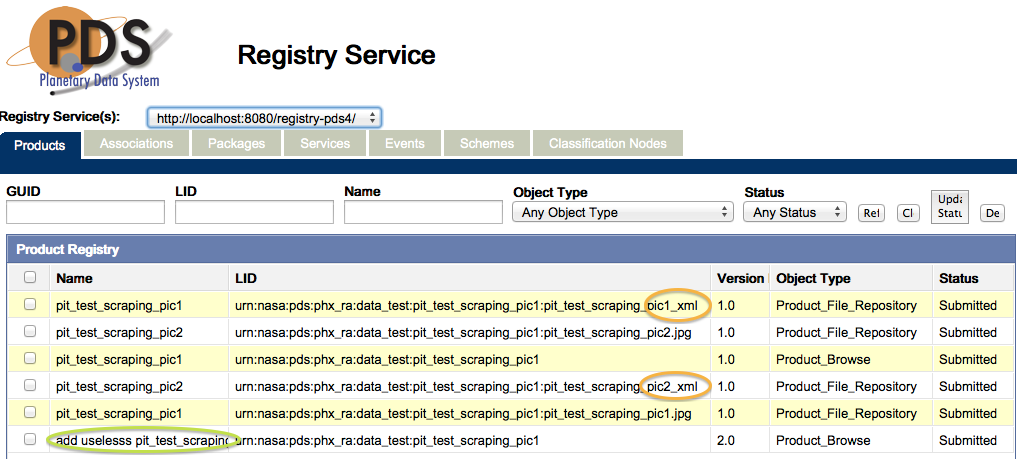 PDS
Planetary Data System
Registry Service
Registry Service(s): http://localhost:8080/registry-pds4/
Products Associations Packages Services Events Schemes Classification Nodes
GUID LID Name Object Type Status
Any Object Type Any Status Ref Cl Upda Statu De
Product Registry
Name LID Version Object Type Status
pit_test_scraping_pic1 urn:nasa:pds:phx_ra:data_test:pit_test_scraping_pic1:pit_test_scraping_pic1_xml 1.0 Product_File_Repository Submitted
pit_test_scraping_pic2 urn:nasa:pds:phx_ra:data_test:pit_test_scraping_pic1:pit_test_scraping_pic2.jpg 1.0 Product_File_Repository Submitted
pit_test_scraping_pic1 urn:nasa:pds:phx_ra:data_test:pit_test_scraping_pic1 1.0 Product_Browse Submitted
pit_test_scraping_pic2 urn:nasa:pds:phx_ra:data_test:pit_test_scraping_pic1:pit_test_scraping_pic2_xml 1.0 Product_File_Repository Submitted
pit_test_scraping_pic1 urn:nasa:pds:phx_ra:data_test:pit_test_scraping_pic1:pit_test_scraping_pic1.jpg 1.0 Product_File_Repository Submitted
add uselesss pit_test_scraping urn:nasa:pds:phx_ra:data_test:pit_test_scraping_pic1 2.0 Product_Browse Submitted